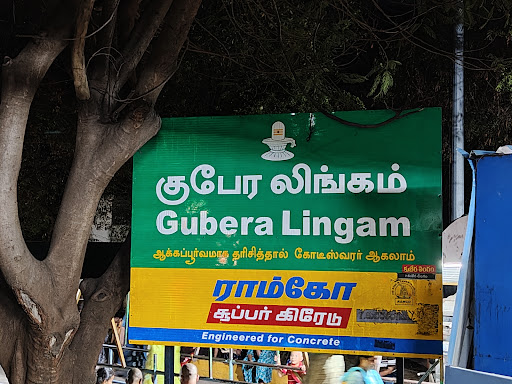 குபேர லிங்கம்
Gubera Lingam
ஆக்கப்பூர்வமாக தரிசித்தால் கோடீஸ்வரர் ஆகலாம்
ராம்கோ
சூப்பர் கிரேடு
Engineered for Concrete